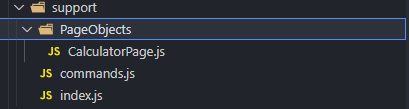 support
PageObjects
JS CalculatorPage.js
JS commands.js
JS index.js